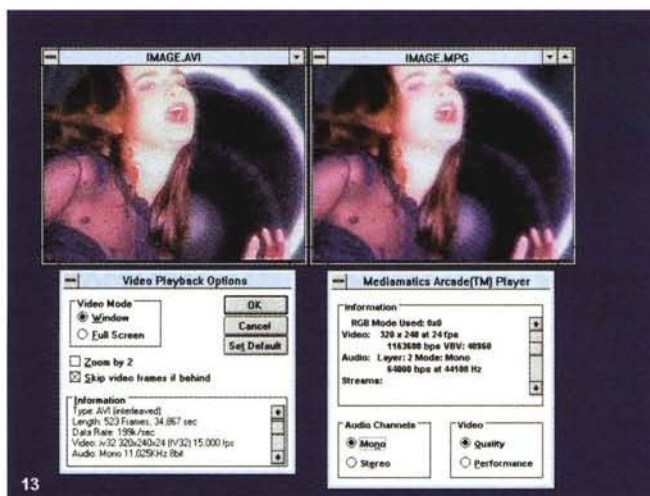 IMAGE.AVI
IMAGE.MPG
Video Playback Options
Video Mode
Window
Full Screen
OK
Cancel
Set Default
Zoom by 2
Skip video frames if behind
Information
Type: AVI (interleaved)
Length: 523 Frames, 34,867 sec
Data Rate: 199k/sec
Video: iv32 320x240x24 (IV32) 15,000 fps
Audio: Mono 11,025KHz 8bit
Mediamatics Arcade(TM) Player
Information
RGB Mode Used: 0x0
Video: 320 x 240 at 24 fps
1163600 bps VBV: 40960
Audio: Layer: 2 Mode: Mono
64000 bps at 44100 Hz
Streams:
Audio Channels
Mono
Stereo
Video
Quality
Performance
13